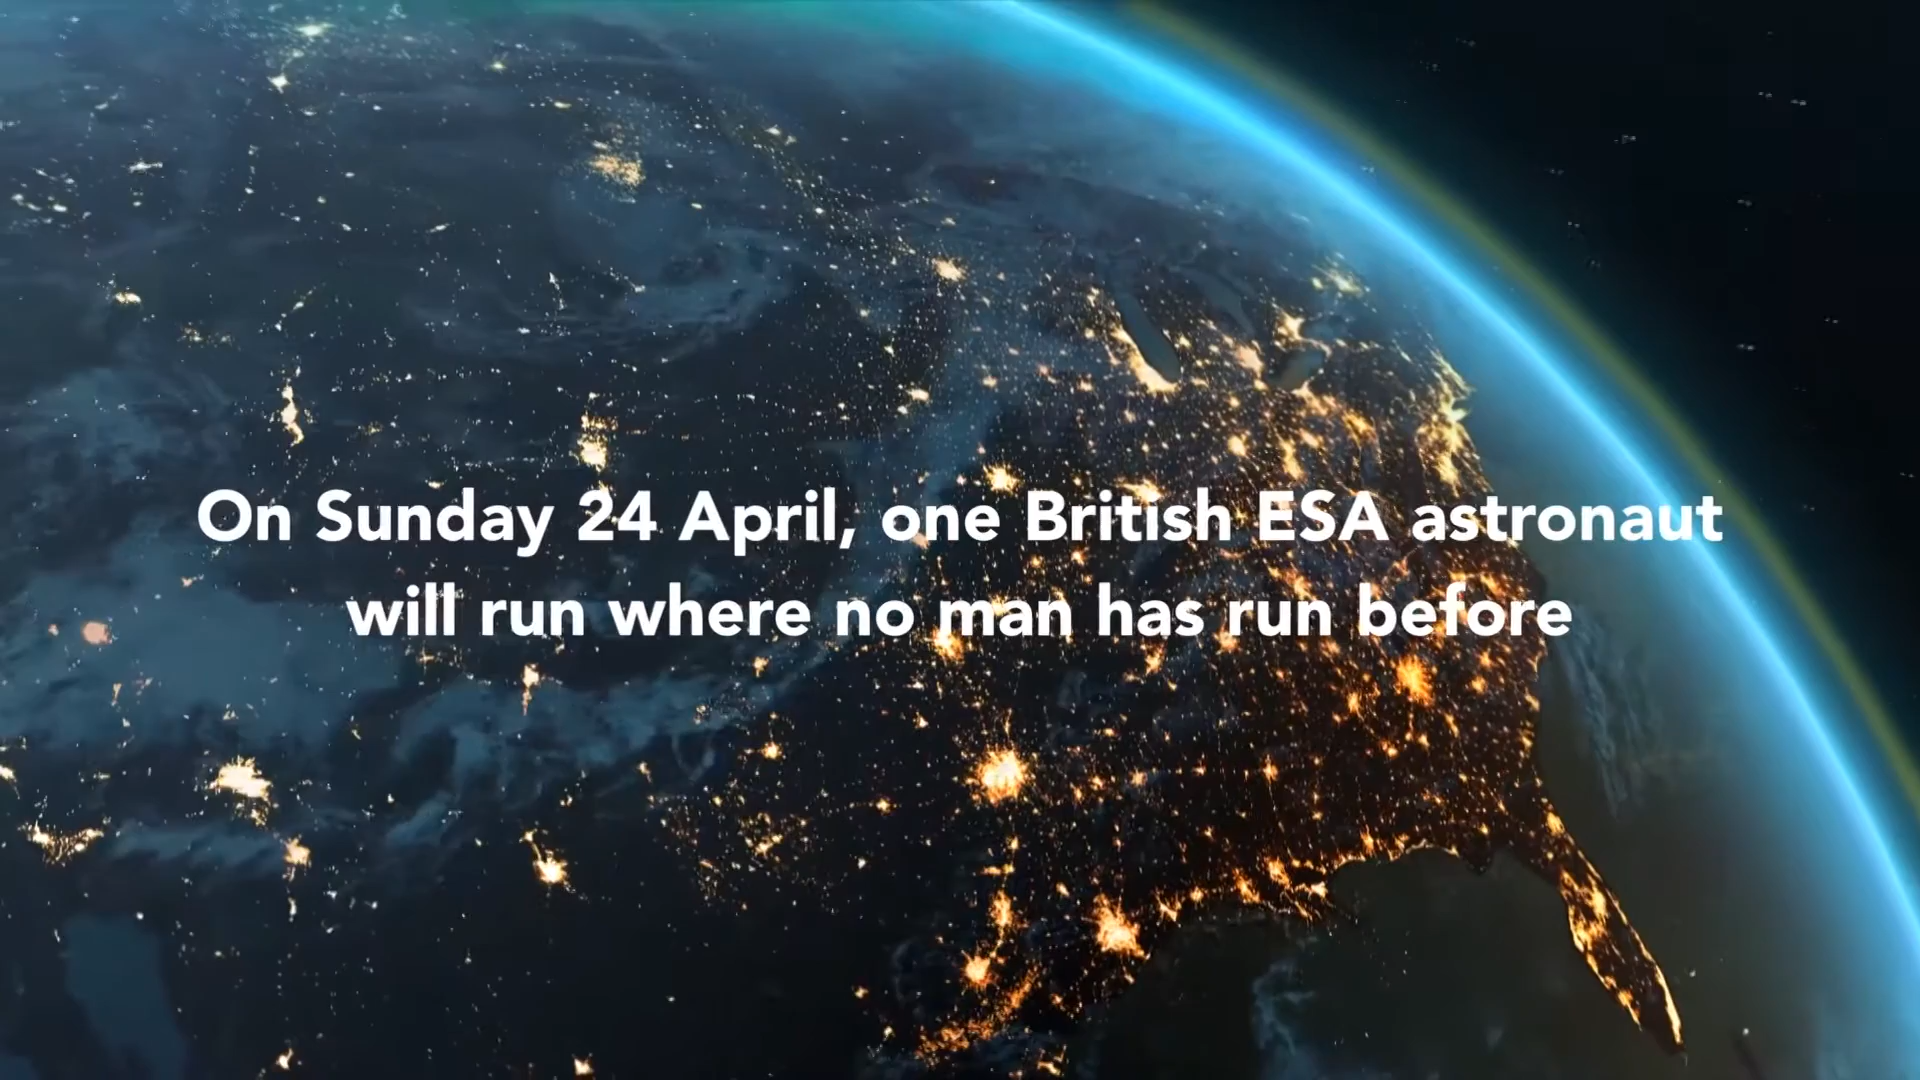 On Sunday 24 April, one British ESA astronaut
will run where no man has run before